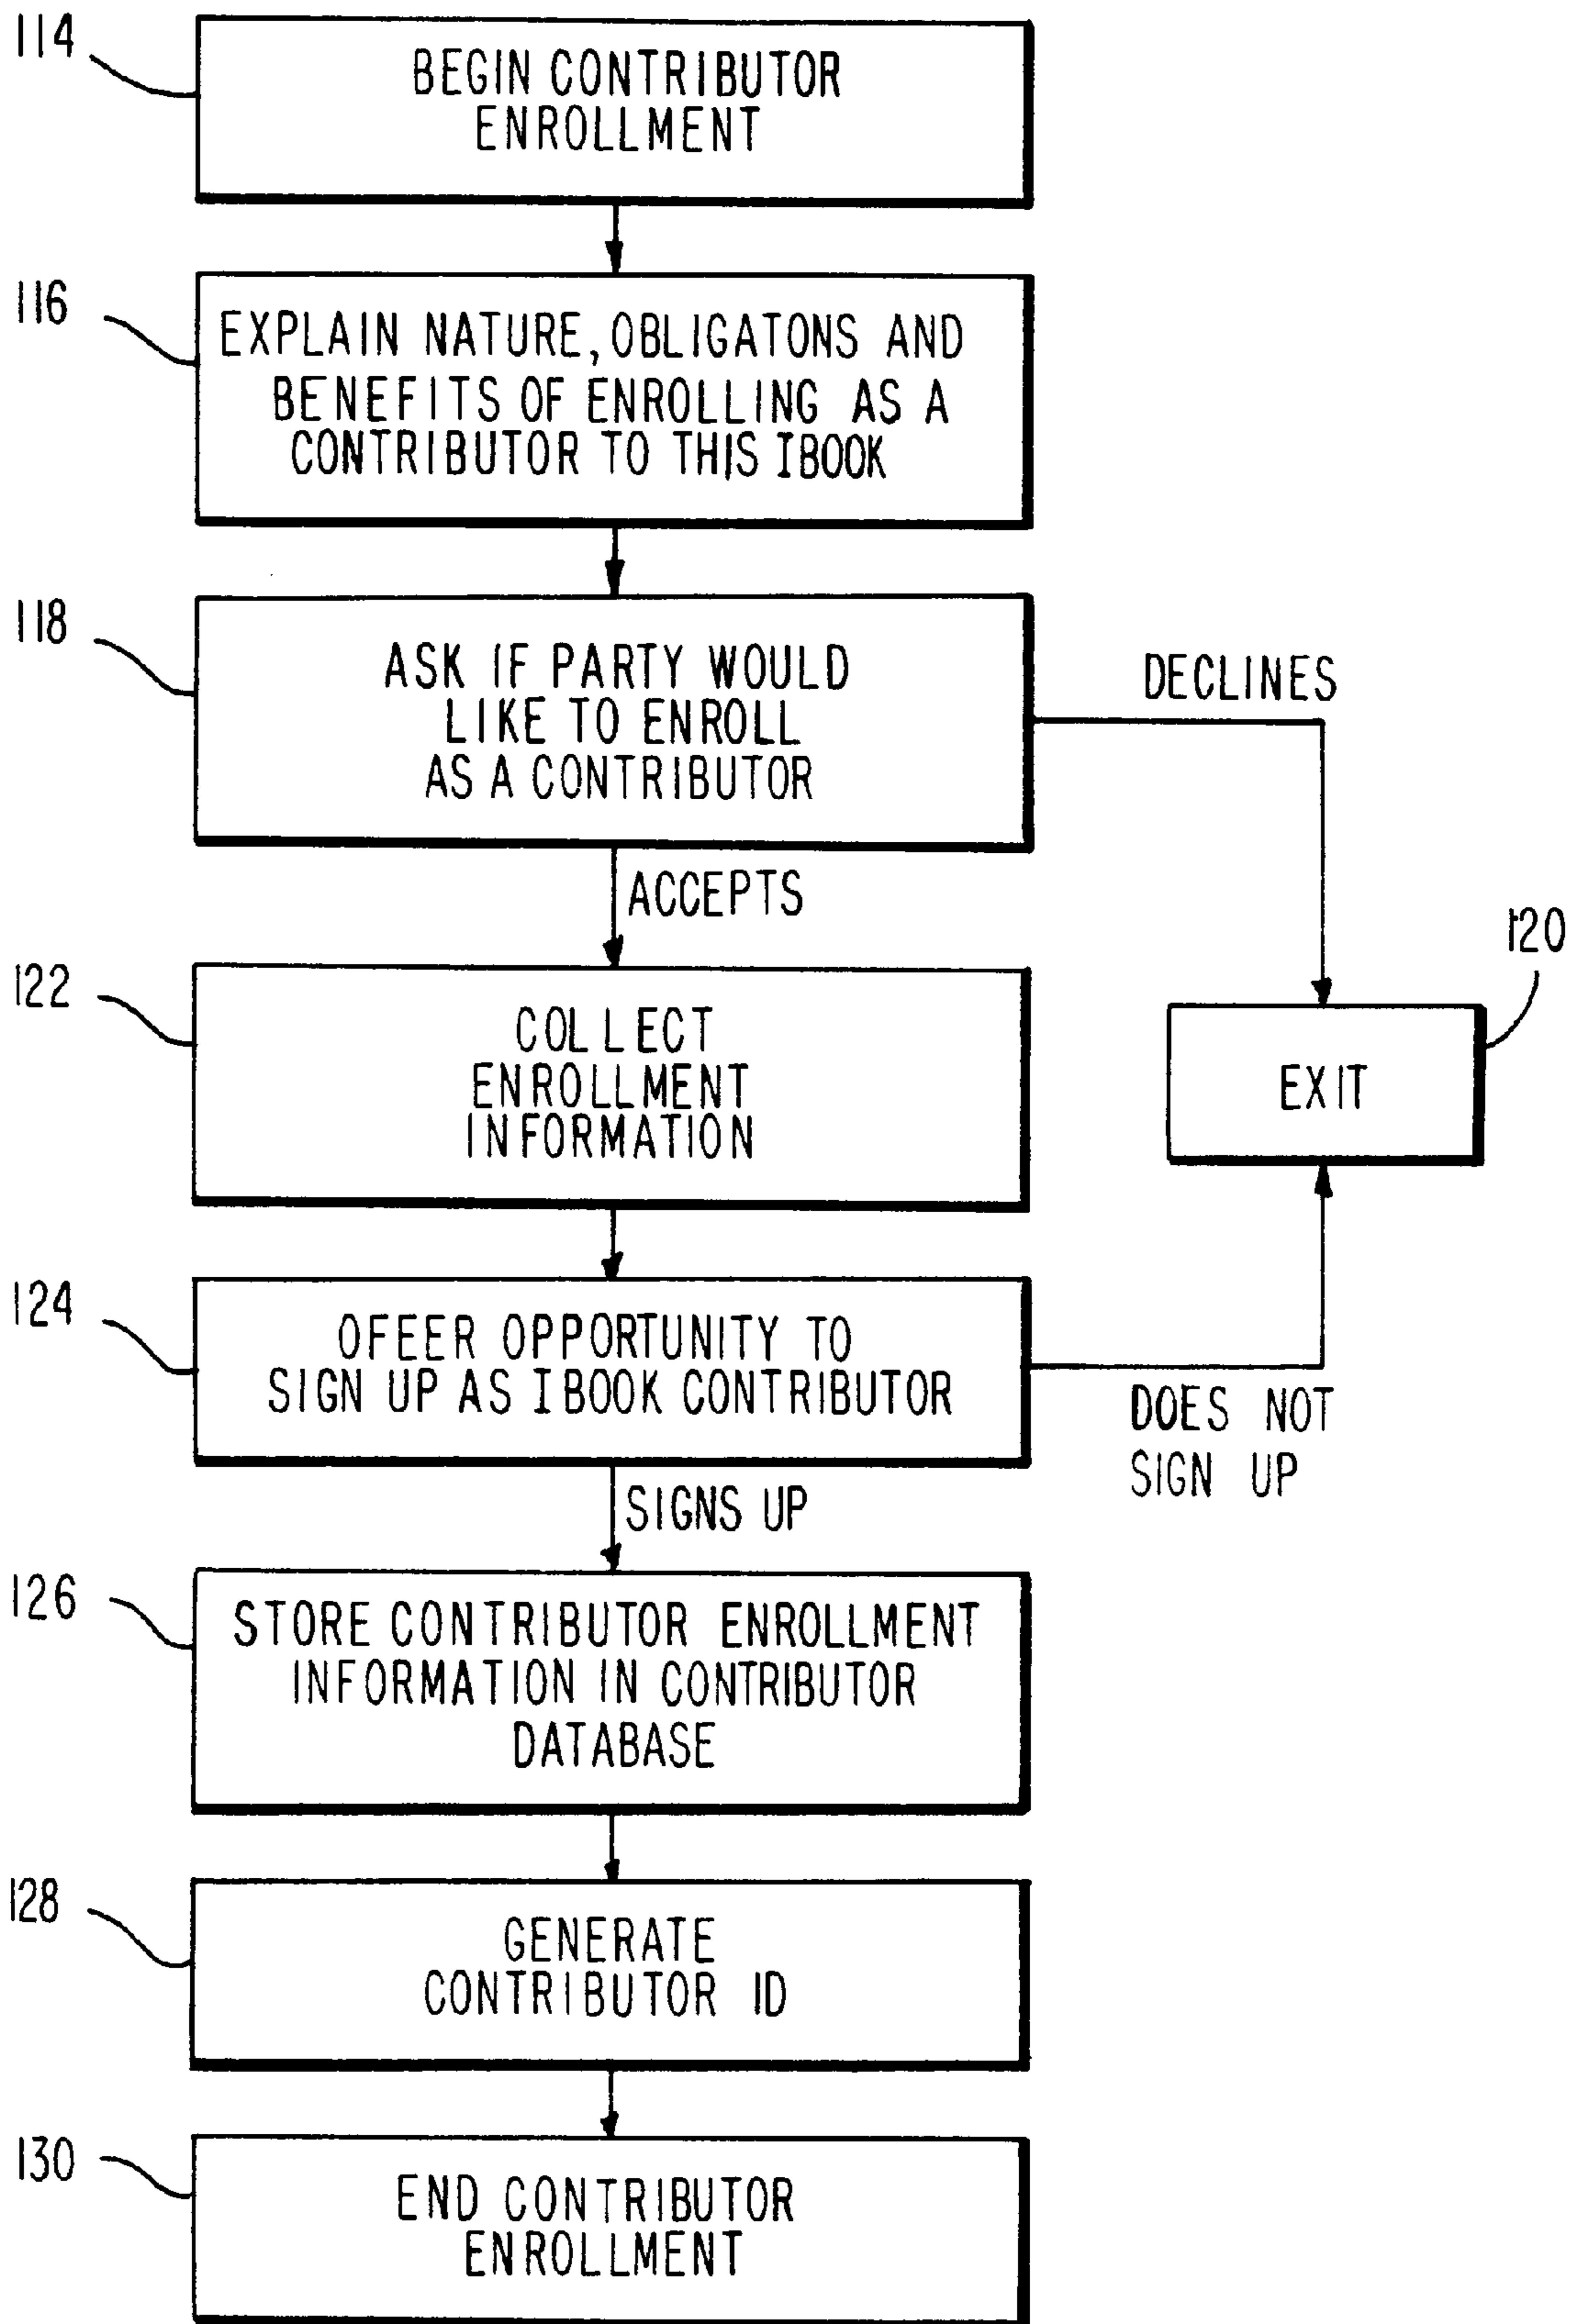 114
BEGIN CONTRIBUTOR
ENROLLMENT
116
EXPLAIN NATURE, OBLIGATONS AND
BENEFITS OF ENROLLING AS A
CONTRIBUTOR TO THIS IBOOK
118
ASK IF PARTY WOULD
LIKE TO ENROLL
AS A CONTRIBUTOR
DECLINES
ACCEPTS
120
EXIT
122
COLLECT
ENROLLMENT
INFORMATION
124
OFEER OPPORTUNITY TO
SIGN UP AS IBOOK CONTRIBUTOR
DOES NOT
SIGN UP
SIGNS UP
126
STORE CONTRIBUTOR ENROLLMENT
INFORMATION IN CONTRIBUTOR
DATABASE
128
GENERATE
CONTRIBUTOR ID
130
END CONTRIBUTOR
ENROLLMENT